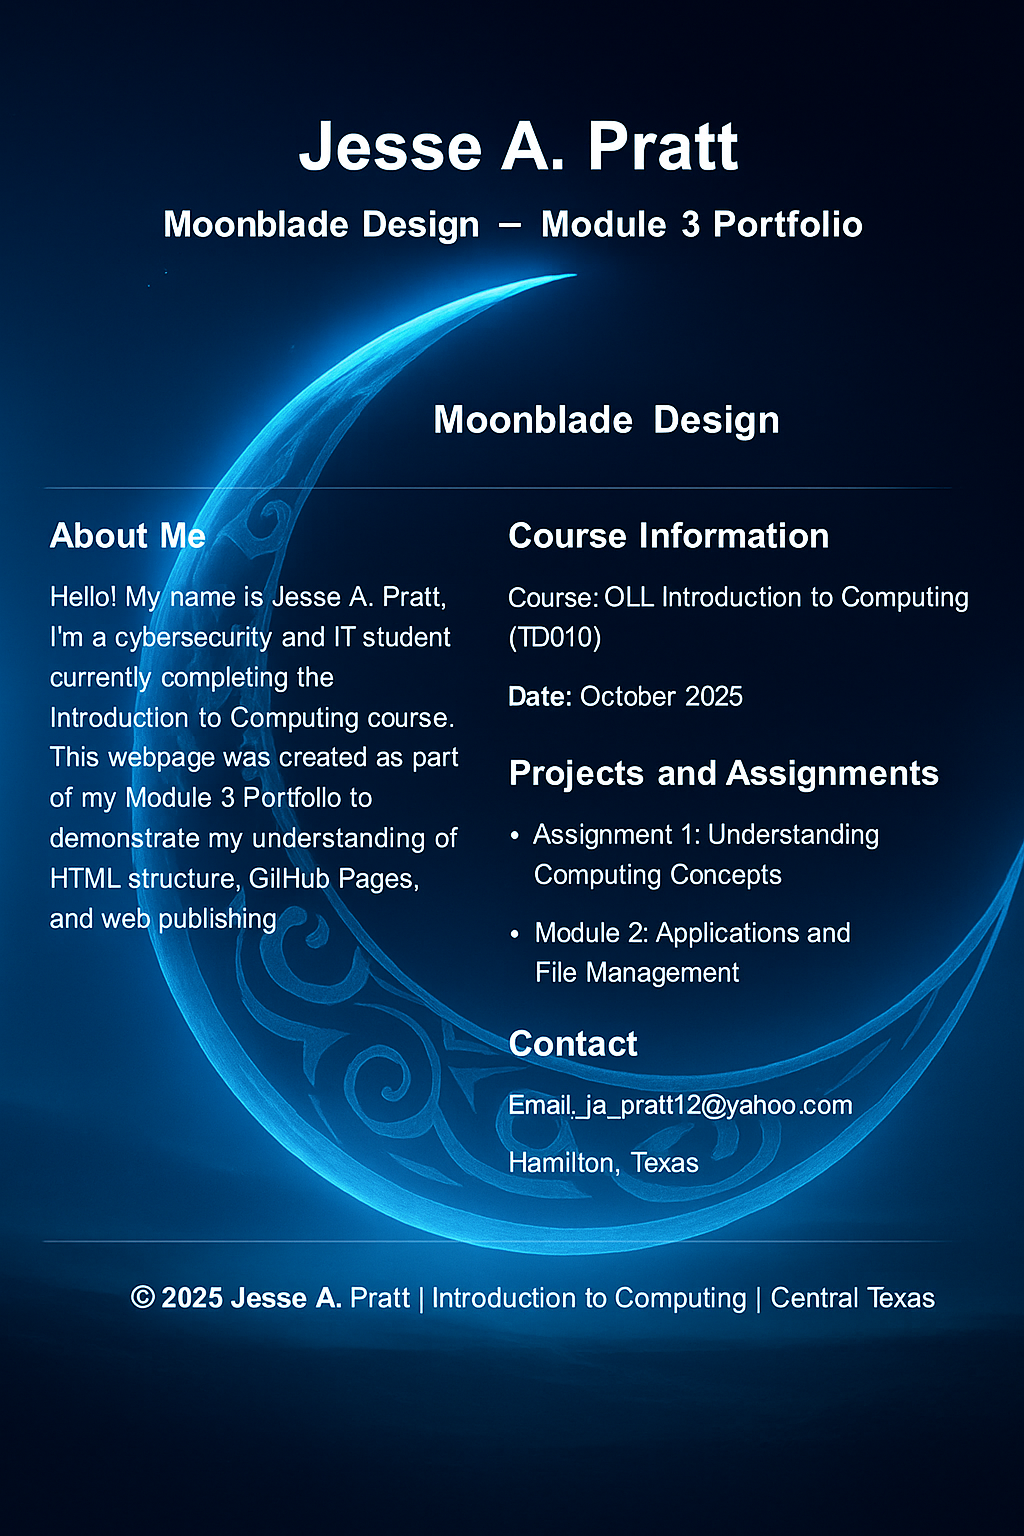 Jesse A. Pratt
Moonblade Design – Module 3 Portfolio
Moonblade Design
About Me
Hello! My name is Jesse A. Pratt,
I'm a cybersecurity and IT student
currently completing the
Introduction to Computing course.
This webpage was created as part
of my Module 3 Portfollo to
demonstrate my understanding of
HTML structure, GilHub Pages,
and web publishing
Course Information
Course: OLL Introduction to Computing
(TD010)
Date: October 2025
Projects and Assignments
• Assignment 1: Understanding
Computing Concepts
• Module 2: Applications and
File Management
Contact
Email._ja_pratt12@yahoo.com
Hamilton, Texas
© 2025 Jesse A. Pratt | Introduction to Computing | Central Texas